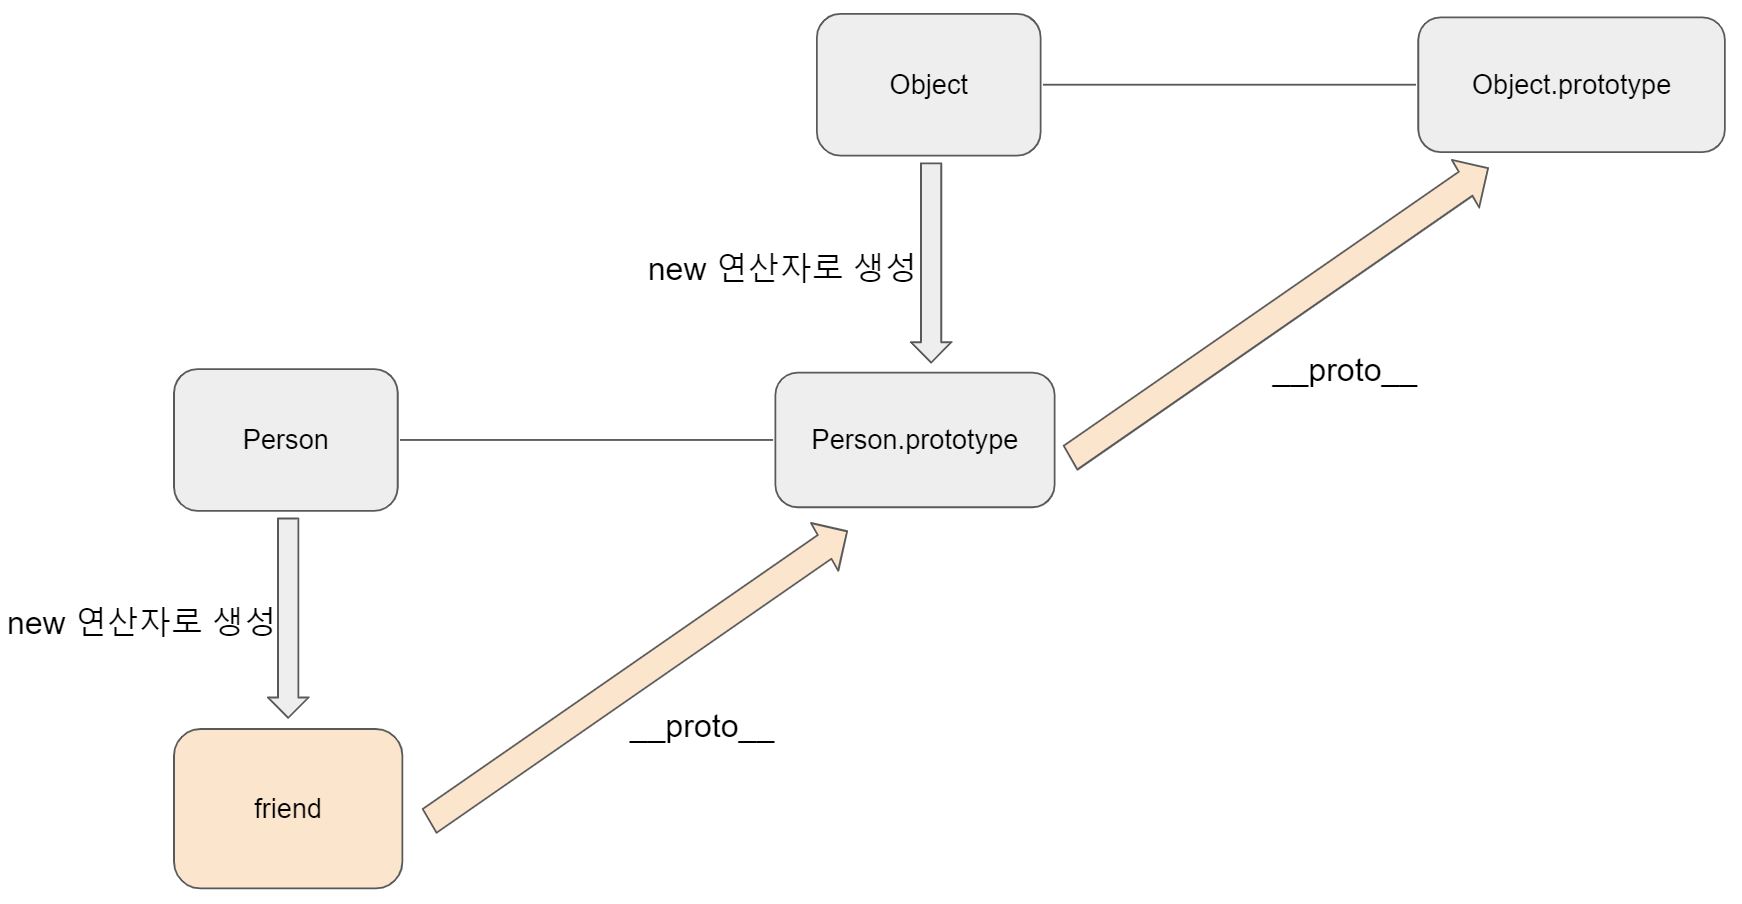 Object
Object.prototype
new 연산자로 생성
__proto__
Person
Person.prototype
new 연산자로 생성
__proto__
friend